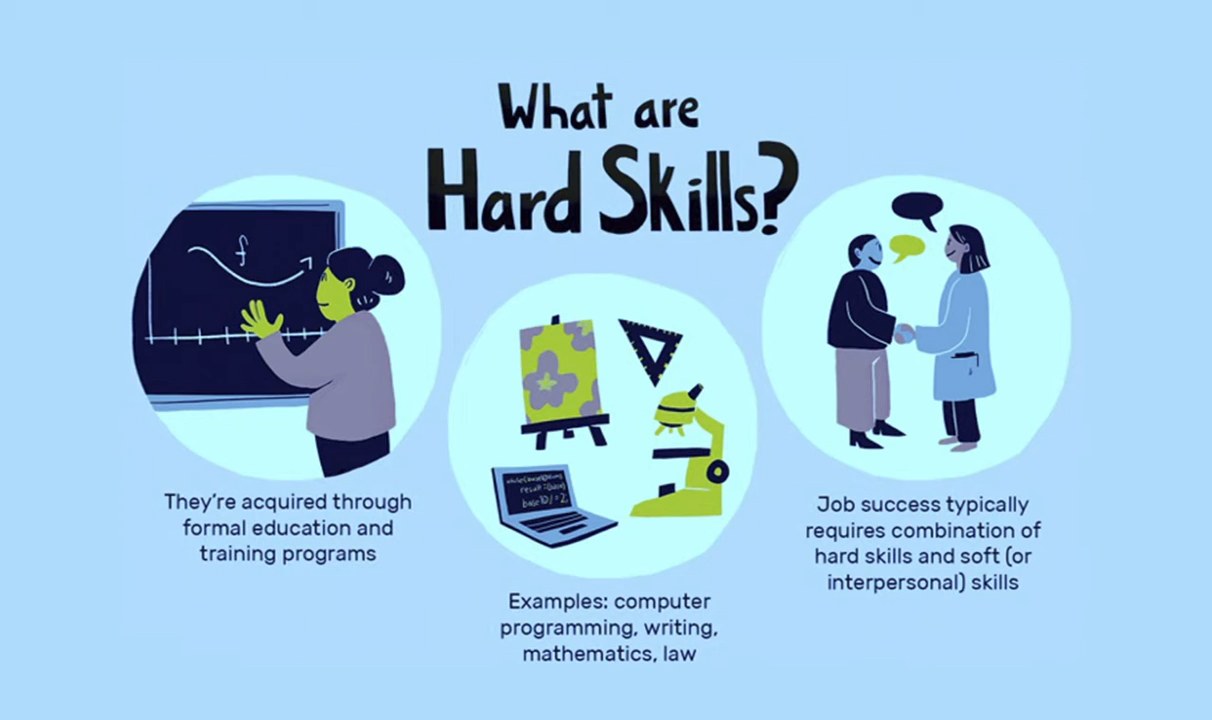 What are
Hard Skills?
f
They're acquired through
formal education and
training programs
result
Examples: computer
programming, writing,
mathematics, law
Job success typically
requires combination of
hard skills and soft (or
interpersonal) skills